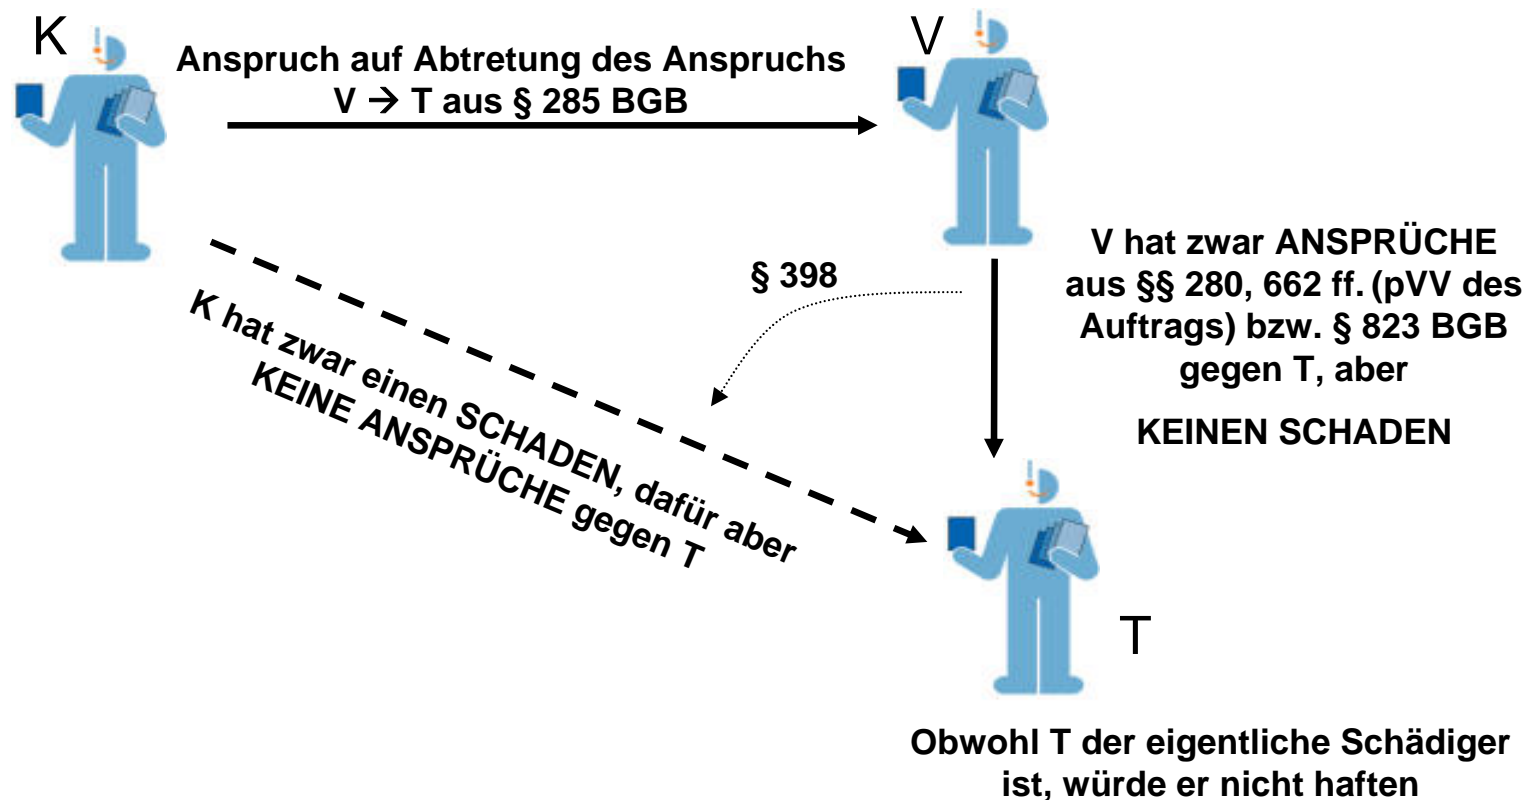 K
V
Anspruch auf Abtretung des Anspruchs
V → T aus § 285 BGB
V hat zwar ANSPRÜCHE
aus §§ 280, 662 ff. (pVV des
Auftrags) bzw. § 823 BGB
gegen T, aber
KEINEN SCHADEN
§ 398
K hat zwar einen SCHADEN, dafür aber
KEINE ANSPRÜCHE gegen T
T
Obwohl T der eigentliche Schädiger
ist, würde er nicht haften